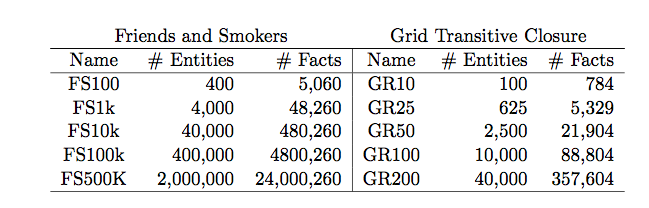 Friends and Smokers Grid Transitive Closure
Name # Entities # Facts Name # Entities # Facts
FS100 400 5,060 GR10 100 784
FS1k 4,000 48,260 GR25 625 5,329
FS10k 40,000 480,260 GR50 2,500 21,904
FS100k 400,000 4800,260 GR100 10,000 88,804
FS500K 2,000,000 24,000,260 GR200 40,000 357,604